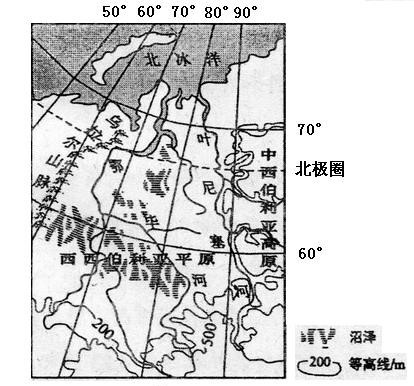 50° 60° 70° 80° 90°
北冰洋
70°
北极圈
60°
乌拉尔山脉
鄂毕河
叶尼塞河
中西伯利亚高原
西西伯利亚平原
200
500
沼泽
200 等高线/m